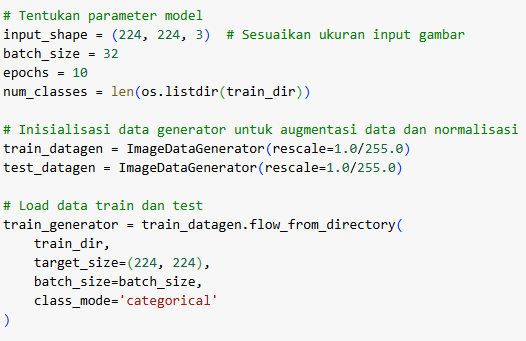 # Tentukan parameter model
input_shape = (224, 224, 3)  # Sesuaikan ukuran input gambar
batch_size = 32
epochs = 10
num_classes = len(os.listdir(train_dir))

# Inisialisasi data generator untuk augmentasi data dan normalisasi
train_datagen = ImageDataGenerator(rescale=1.0/255.0)
test_datagen = ImageDataGenerator(rescale=1.0/255.0)

# Load data train dan test
train_generator = train_datagen.flow_from_directory(
    train_dir,
    target_size=(224, 224),
    batch_size=batch_size,
    class_mode='categorical'
)